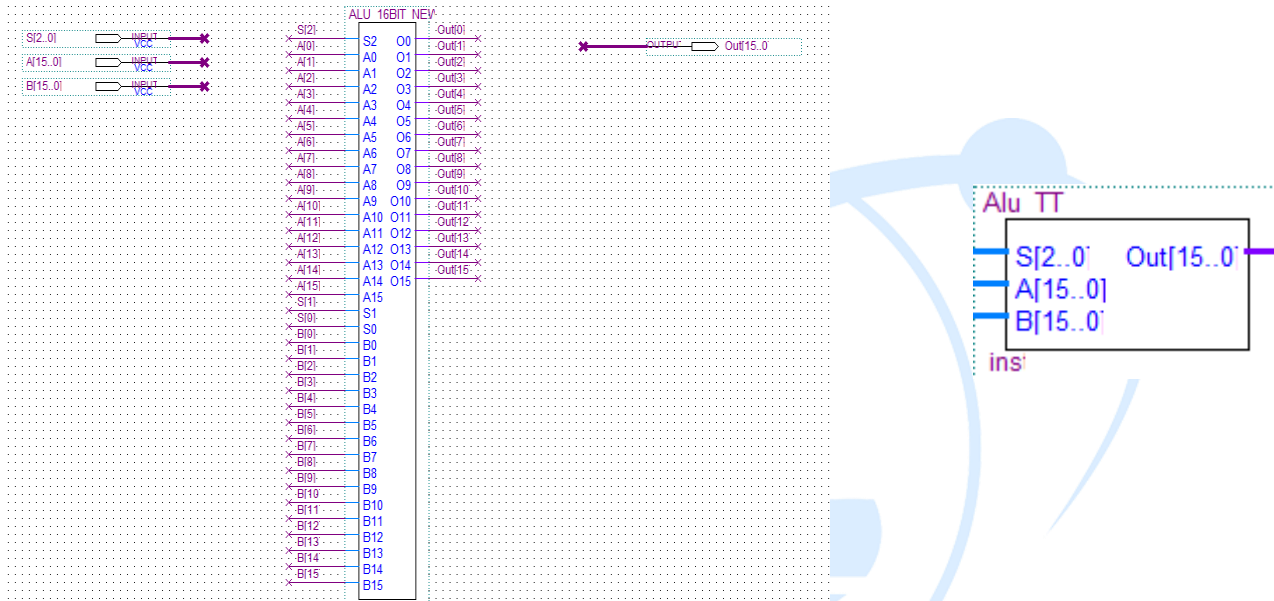 S[2..0] INPUT VCC
A[15..0] INPUT VCC
B[15..0] INPUT VCC
ALU 16BIT NEW
S[2] S2 O0 Out[0]
A[0] A0 O1 Out[1]
A[1] A1 O2 Out[2]
A[2] A2 O3 Out[3]
A[3] A3 O4 Out[4]
A[4] A4 O5 Out[5]
A[5] A5 O6 Out[6]
A[6] A6 O7 Out[7]
A[7] A7 O8 Out[8]
A[8] A8 O9 Out[9]
A[9] A9 O10 Out[10
A[10] A10 O11 Out[11
A[11] A11 O12 Out[12
A[12] A12 O13 Out[13
A[13] A13 O14 Out[14
A[14] A14 O15 Out[15
A[15] A15
S[1] S1
S[0] S0
B[0] B0
B[1] B1
B[2] B2
B[3] B3
B[4] B4
B[5] B5
B[6] B6
B[7] B7
B[8] B8
B[9] B9
B[10 B10
B[11 B11
B[12 B12
B[13 B13
B[14 B14
B[15 B15
OUTPU Out[15..0
Alu TT
S[2..0] Out[15..0]
A[15..0]
B[15..0]
ins